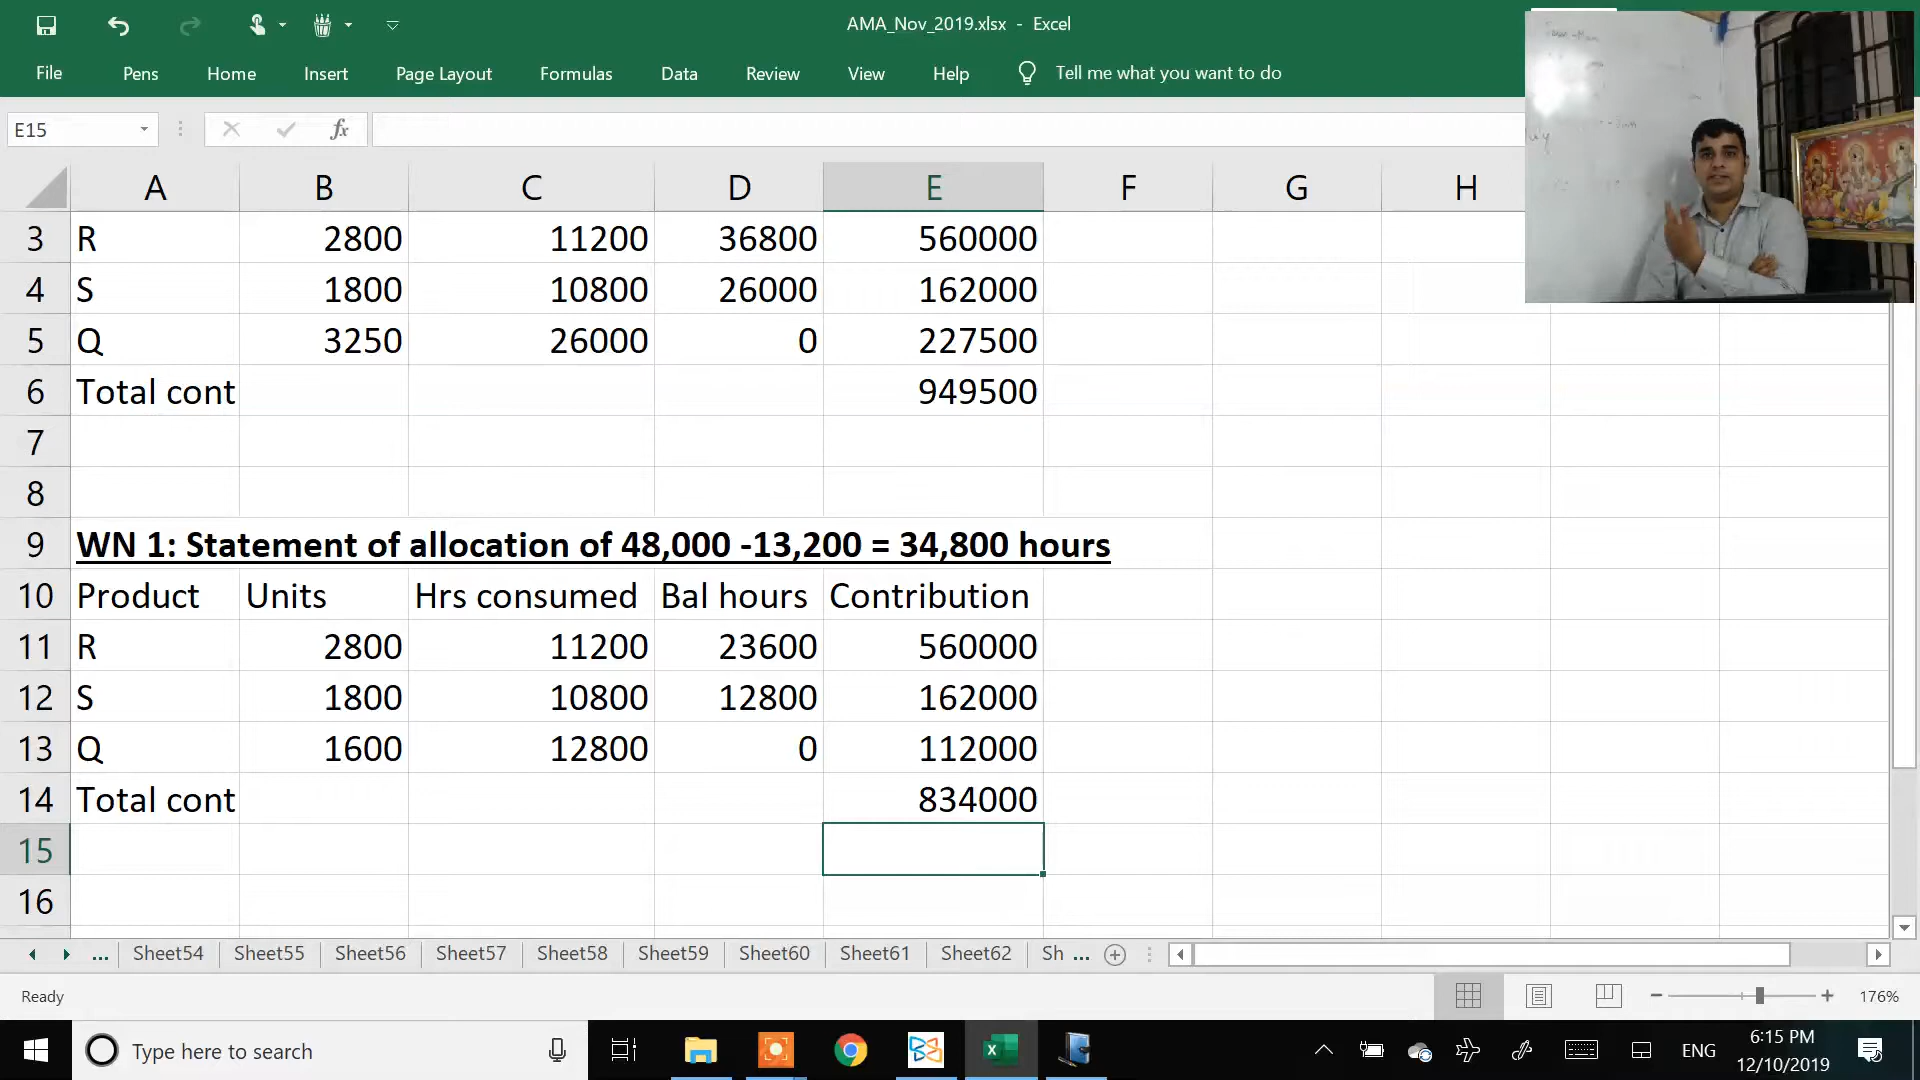 AMA_Nov_2019.xlsx - Excel
File Pens Home Insert Page Layout Formulas Data Review View Help Tell me what you want to do
E15 fx
A B C D E F G H
3 R 2800 11200 36800 560000
4 S 1800 10800 26000 162000
5 Q 3250 26000 0 227500
6 Total cont 949500
7
8
9 WN 1: Statement of allocation of 48,000 -13,200 = 34,800 hours
10 Product Units Hrs consumed Bal hours Contribution
11 R 2800 11200 23600 560000
12 S 1800 10800 12800 162000
13 Q 1600 12800 0 112000
14 Total cont 834000
15
16
... Sheet54 Sheet55 Sheet56 Sheet57 Sheet58 Sheet59 Sheet60 Sheet61 Sheet62 Sh ...
Ready 176%
Type here to search ENG 6:15 PM
12/10/2019